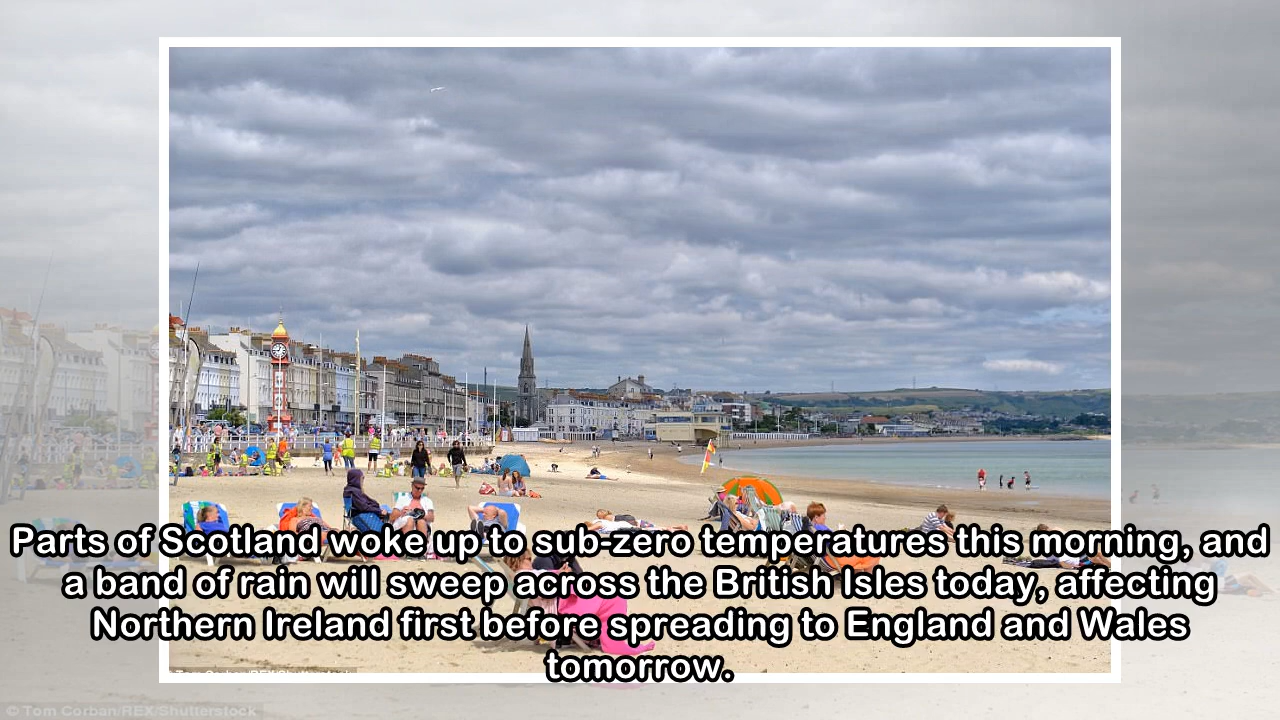 Parts of Scotland woke up to sub-zero temperatures this morning, and
a band of rain will sweep across the British Isles today, affecting
Northern Ireland first before spreading to England and Wales
tomorrow.
© Tom Corban/REX/Shutterstock